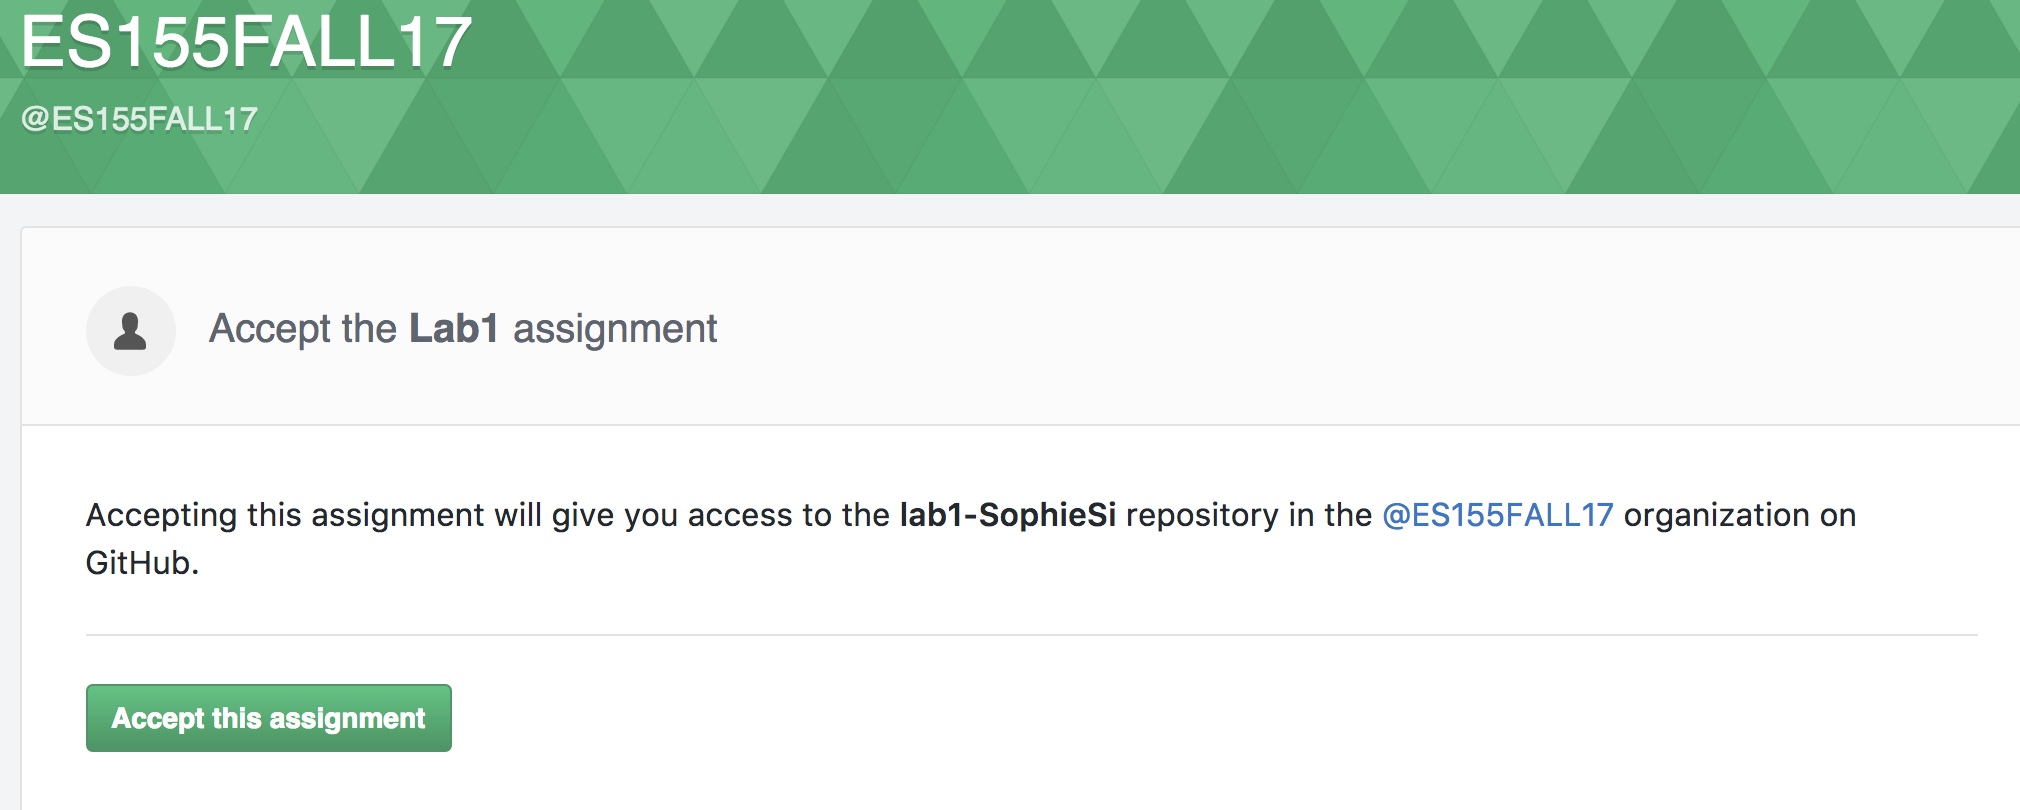 ES155FALL17
@ES155FALL17
Accept the Lab1 assignment
Accepting this assignment will give you access to the lab1-SophieSi repository in the @ES155FALL17 organization on
GitHub.
Accept this assignment